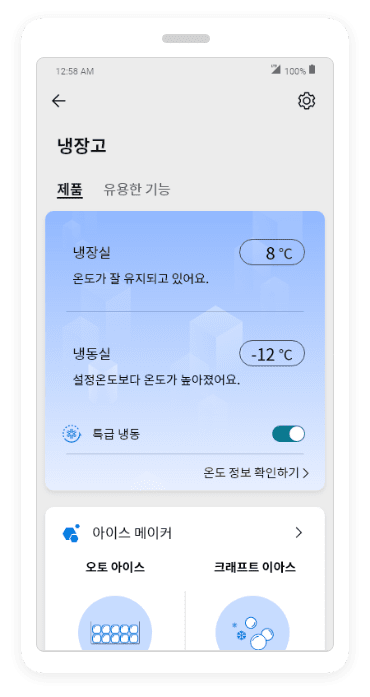 12:58 AM 100%
냉장고
제품 유용한 기능
냉장실 8 °C
온도가 잘 유지되고 있어요.
냉동실 -12 °C
설정온도보다 온도가 높아졌어요.
특급 냉동
온도 정보 확인하기
아이스 메이커
오토 아이스 크래프트 이아스